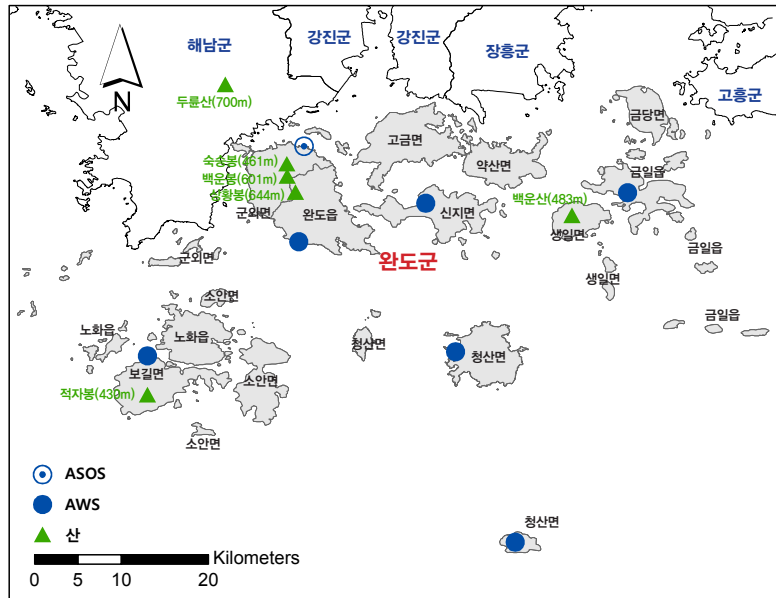 해남군
강진군
강진군
장흥군
고흥군
N
두륜산(700m)
금당면
고금면
약산면
숙승봉(461m)
백운봉(601m)
상황봉(644m)
군외면
완도읍
신지면
금일읍
백운산(483m)
생일면
완도군
군외면
금일읍
생일면
소안면
노화읍
노화읍
청산면
청산면
금일읍
보길면
적자봉(430m)
소안면
소안면
청산면
ASOS
AWS
산
Kilometers
0 5 10 20